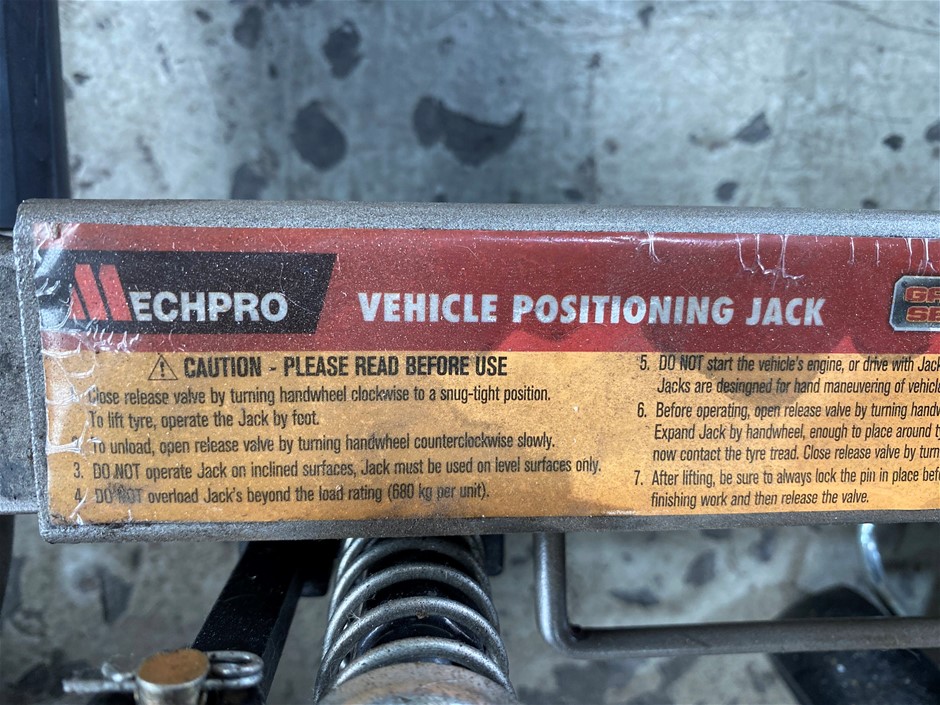 MECHPRO
VEHICLE POSITIONING JACK
CAUTION - PLEASE READ BEFORE USE
Close release valve by turning handwheel clockwise to a snug-tight position.
To lift tyre, operate the Jack by foot.
To unload, open release valve by turning handwheel counterclockwise slowly.
3. DO NOT operate Jack on inclined surfaces, Jack must be used on level surfaces only.
4. DO NOT overload Jack's beyond the load rating (680 kg per unit).
5. DO NOT start the vehicle's engine, or drive with Jack
Jacks are desingned for hand maneuvering of vehicl
6. Before operating, open release valve by turning handw
Expand Jack by handwheel, enough to place around t
now contact the tyre tread. Close release valve by turn
7. After lifting, be sure to always lock the pin in place befo
finishing work and then release the valve.